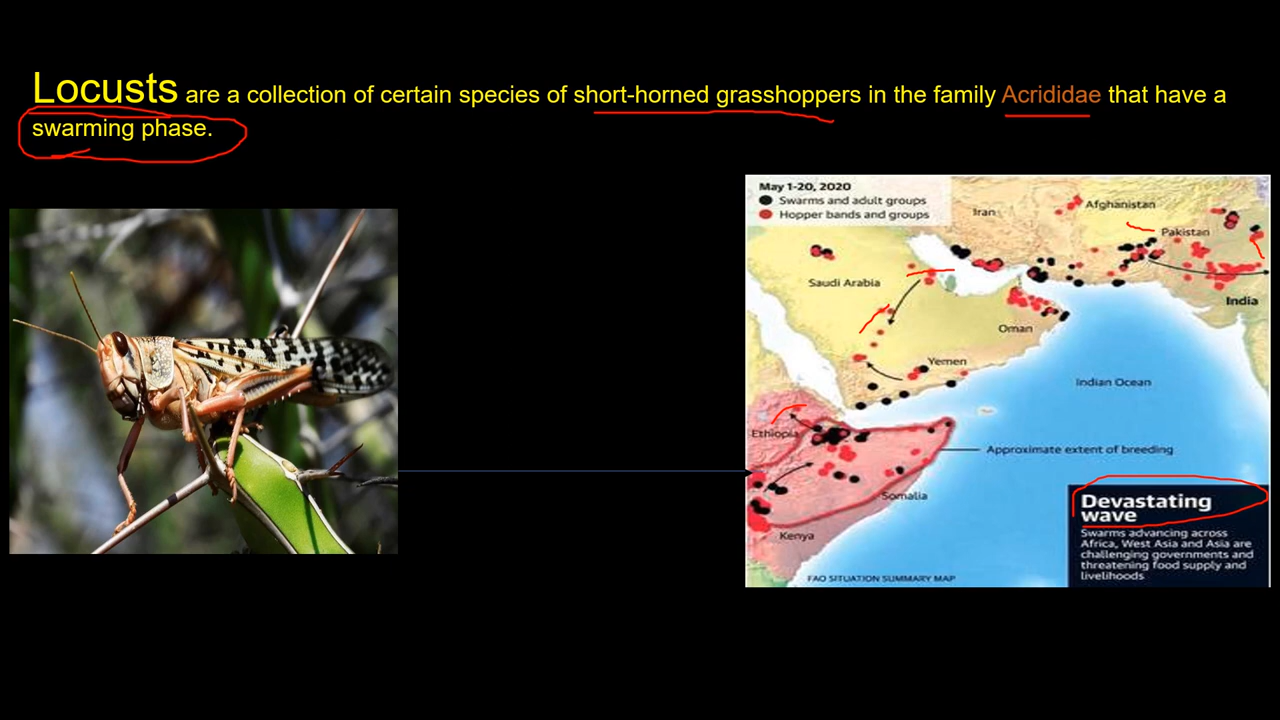 Locusts are a collection of certain species of short-horned grasshoppers in the family Acrididae that have a
swarming phase.
May 1-20, 2020
Swarms and adult groups
Hopper bands and groups
Iran
Afghanistan
Pakistan
Saudi Arabia
India
Oman
Yemen
Indian Ocean
Ethiopia
Approximate extent of breeding
Somalia
Devastating
wave
Kenya
Swarms advancing across
Africa, West Asia and Asia are
challenging governments and
threatening food supply and
livelihoods
FAO SITUATION SUMMARY MAP